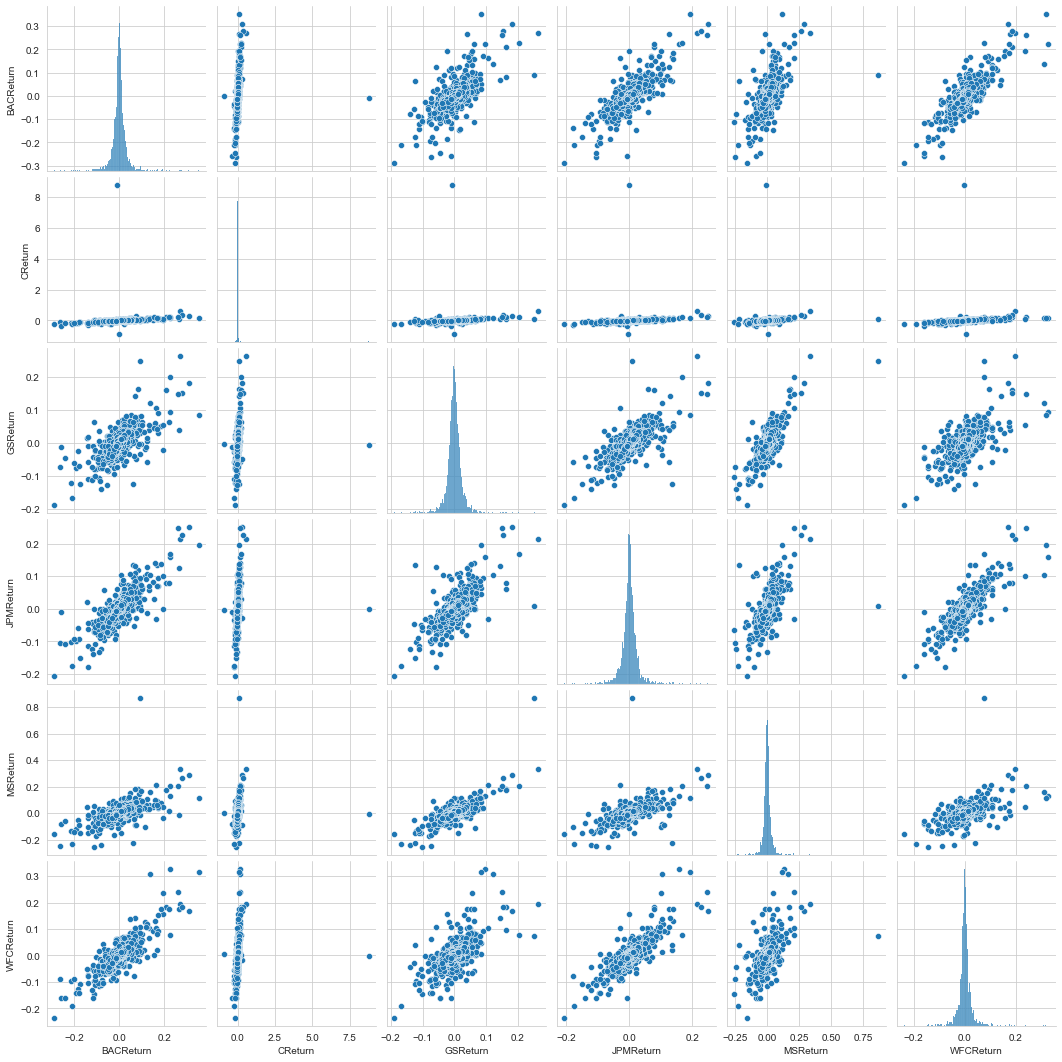 BACReturn
0.3
0.2
0.1
0.0
−0.1
−0.2
−0.3
CReturn
8
6
4
2
0
GSReturn
0.2
0.1
0.0
−0.1
−0.2
JPMReturn
0.2
0.1
0.0
−0.1
−0.2
MSReturn
0.8
0.6
0.4
0.2
0.0
−0.2
WFCReturn
0.3
0.2
0.1
0.0
−0.1
−0.2
−0.2 0.0 0.2
0.0 2.5 5.0 7.5
−0.2 −0.1 0.0 0.1 0.2
−0.2 −0.1 0.0 0.1 0.2
−0.25 0.00 0.25 0.50 0.75
−0.2 0.0 0.2
BACReturn CReturn GSReturn JPMReturn MSReturn WFCReturn